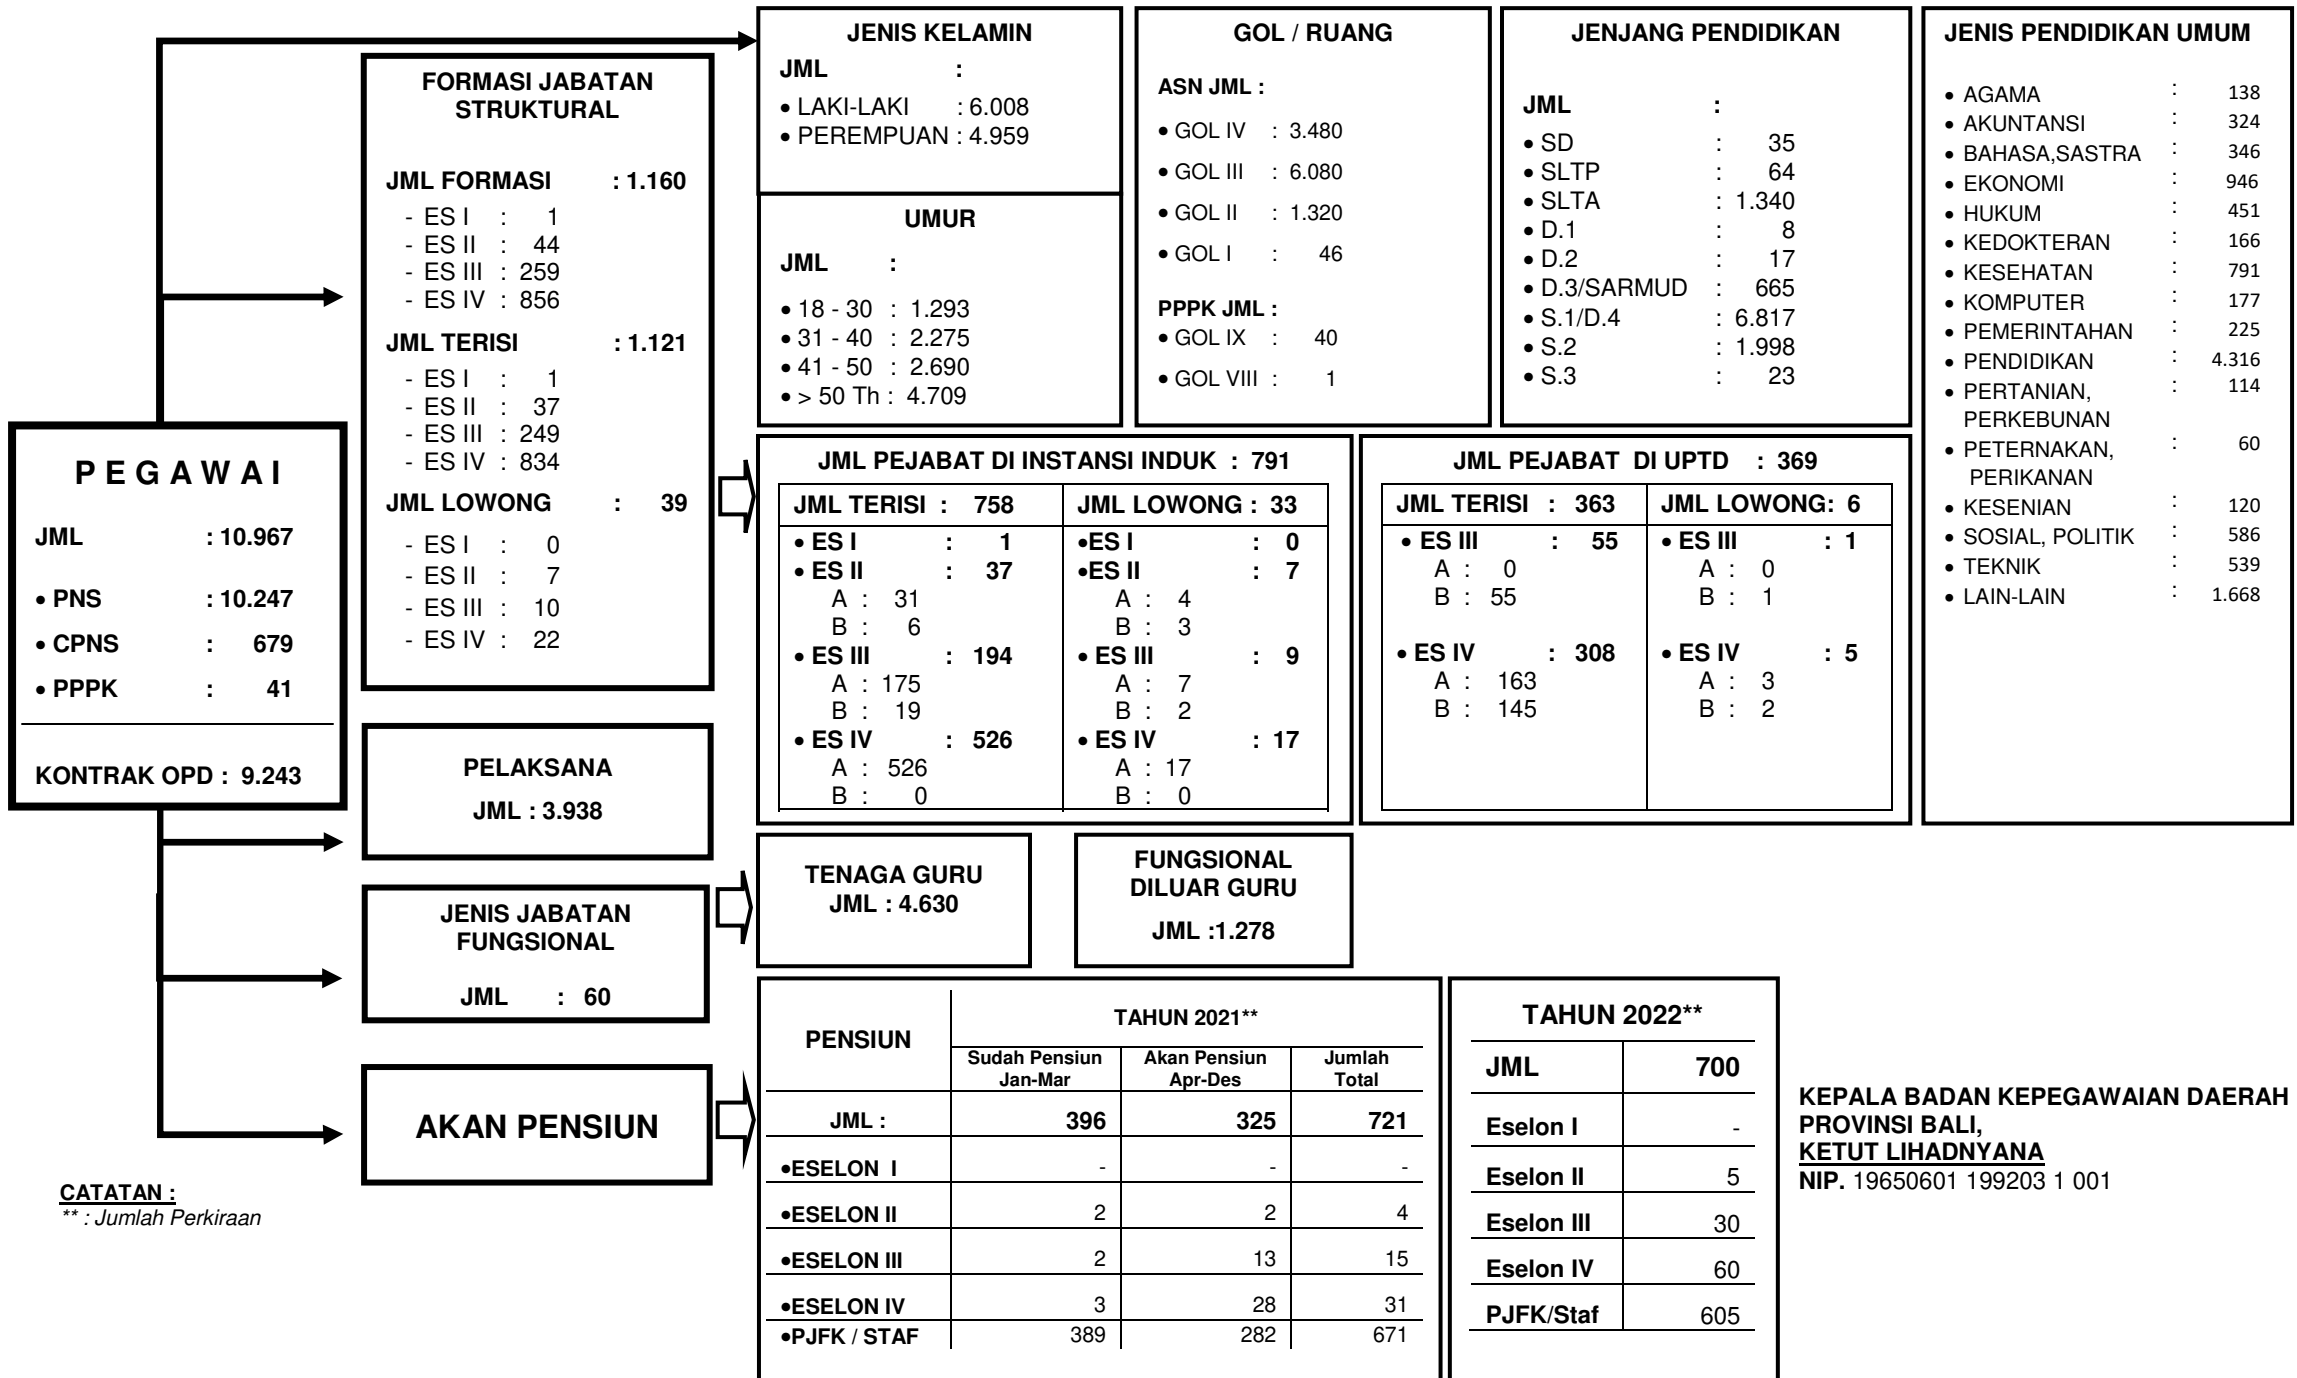 P E G A W A I
JML : 10.967
• PNS : 10.247
• CPNS : 679
• PPPK : 41
KONTRAK OPD : 9.243
FORMASI JABATAN
STRUKTURAL
JML FORMASI : 1.160
- ES I : 1
- ES II : 44
- ES III : 259
- ES IV : 856
JML TERISI : 1.121
- ES I : 1
- ES II : 37
- ES III : 249
- ES IV : 834
JML LOWONG : 39
- ES I : 0
- ES II : 7
- ES III : 10
- ES IV : 22
PELAKSANA
JML : 3.938
JENIS JABATAN
FUNGSIONAL
JML : 60
AKAN PENSIUN
JENIS KELAMIN
JML :
• LAKI-LAKI : 6.008
• PEREMPUAN : 4.959
UMUR
JML :
• 18 - 30 : 1.293
• 31 - 40 : 2.275
• 41 - 50 : 2.690
• > 50 Th : 4.709
GOL / RUANG
ASN JML :
• GOL IV : 3.480
• GOL III : 6.080
• GOL II : 1.320
• GOL I : 46
PPPK JML :
• GOL IX : 40
• GOL VIII : 1
JENJANG PENDIDIKAN
JML :
• SD : 35
• SLTP : 64
• SLTA : 1.340
• D.1 : 8
• D.2 : 17
• D.3/SARMUD : 665
• S.1/D.4 : 6.817
• S.2 : 1.998
• S.3 : 23
JENIS PENDIDIKAN UMUM
• AGAMA : 138
• AKUNTANSI : 324
• BAHASA,SASTRA : 346
• EKONOMI : 946
• HUKUM : 451
• KEDOKTERAN : 166
• KESEHATAN : 791
• KOMPUTER : 177
• PEMERINTAHAN : 225
• PENDIDIKAN : 4.316
• PERTANIAN, : 114
PERKEBUNAN
• PETERNAKAN, : 60
PERIKANAN
• KESENIAN : 120
• SOSIAL, POLITIK : 586
• TEKNIK : 539
• LAIN-LAIN : 1.668
JML PEJABAT DI INSTANSI INDUK : 791
JML TERISI : 758
• ES I : 1
• ES II : 37
A : 31
B : 6
• ES III : 194
A : 175
B : 19
• ES IV : 526
A : 526
B : 0
JML LOWONG : 33
•ES I : 0
•ES II : 7
A : 4
B : 3
• ES III : 9
A : 7
B : 2
• ES IV : 17
A : 17
B : 0
JML PEJABAT DI UPTD : 369
JML TERISI : 363
• ES III : 55
A : 0
B : 55
• ES IV : 308
A : 163
B : 145
JML LOWONG: 6
• ES III : 1
A : 0
B : 1
• ES IV : 5
A : 3
B : 2
TENAGA GURU
JML : 4.630
FUNGSIONAL
DILUAR GURU
JML :1.278
PENSIUN
TAHUN 2021**
Sudah Pensiun Akan Pensiun Jumlah
Jan-Mar Apr-Des Total
JML : 396 325 721
•ESELON I - - -
•ESELON II 2 2 4
•ESELON III 2 13 15
•ESELON IV 3 28 31
•PJFK / STAF 389 282 671
TAHUN 2022**
JML 700
Eselon I -
Eselon II 5
Eselon III 30
Eselon IV 60
PJFK/Staf 605
KEPALA BADAN KEPEGAWAIAN DAERAH
PROVINSI BALI,
KETUT LIHADNYANA
NIP. 19650601 199203 1 001
CATATAN :
** : Jumlah Perkiraan